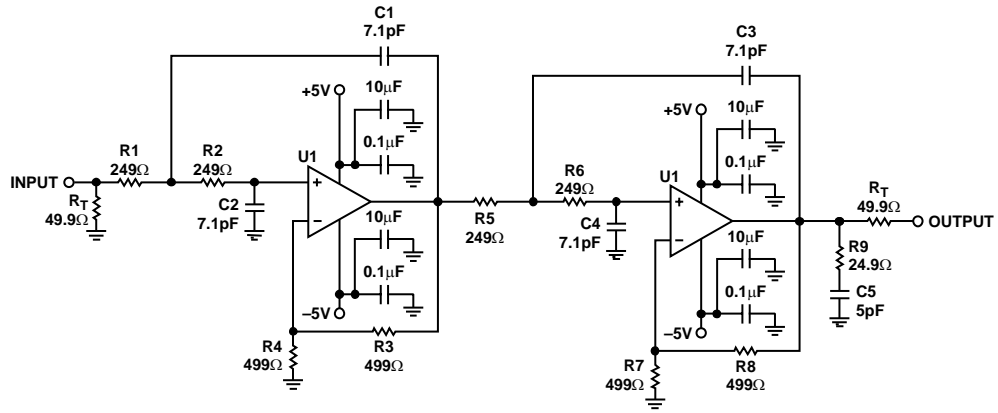 C1
7.1pF
C3
7.1pF
+5V
10μF
0.1μF
+5V
10μF
0.1μF
U1
R1
249Ω
R2
249Ω
INPUT
RT
49.9Ω
C2
7.1pF
+
–
10μF
0.1μF
–5V
R4
499Ω
R3
499Ω
R5
249Ω
R6
249Ω
C4
7.1pF
U1
+
–
10μF
0.1μF
–5V
R7
499Ω
R8
499Ω
RT
49.9Ω
OUTPUT
R9
24.9Ω
C5
5pF